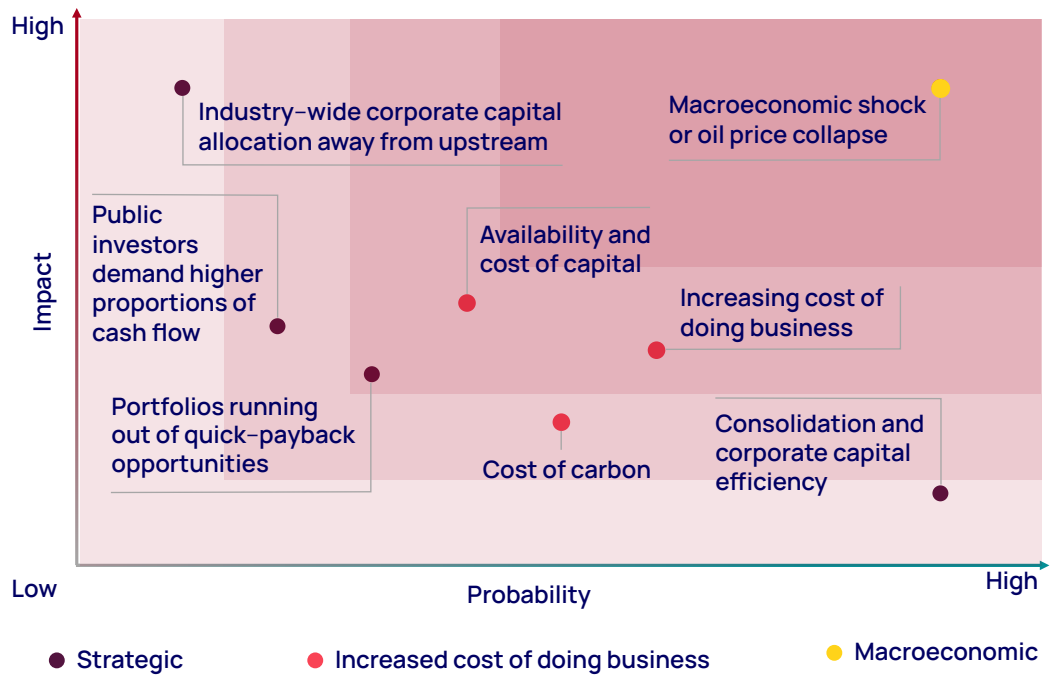 High
Industry–wide corporate capital
allocation away from upstream
Macroeconomic shock
or oil price collapse
Public
investors
demand higher
proportions of
cash flow
Availability and
cost of capital
Increasing cost of
doing business
Impact
Portfolios running
out of quick–payback
opportunities
Cost of carbon
Consolidation and
corporate capital
efficiency
Low
Probability
High
Strategic
Increased cost of doing business
Macroeconomic